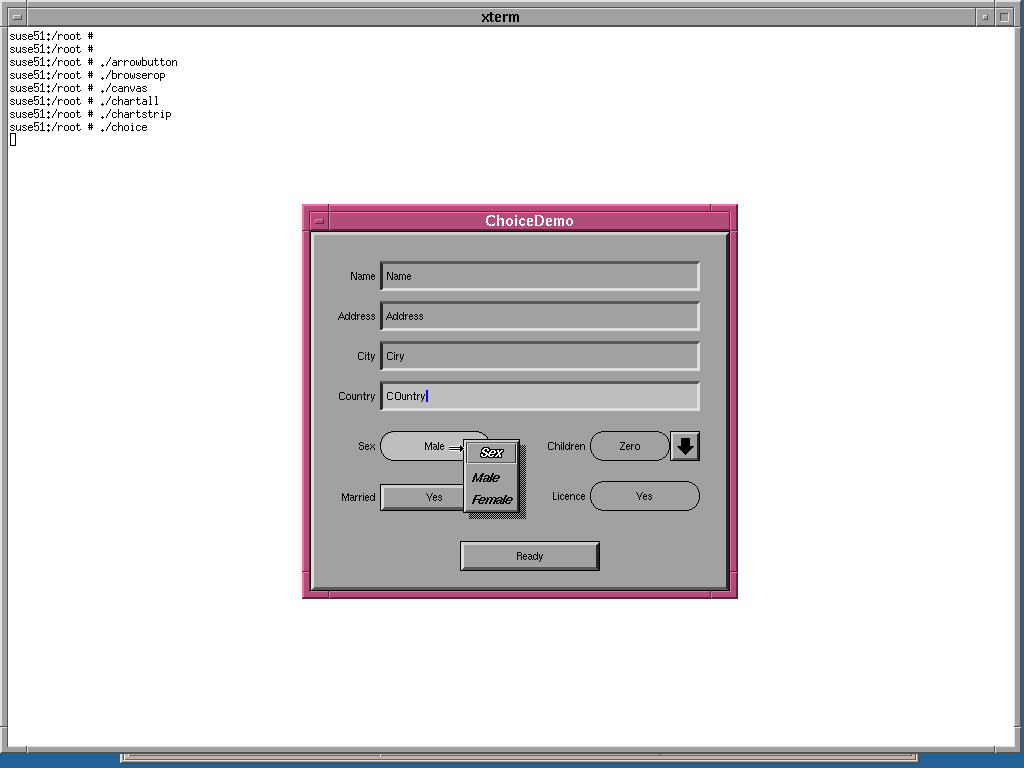 xterm
suse51:/root #
suse51:/root #
suse51:/root # ./arrowbutton
suse51:/root # ./browserop
suse51:/root # ./canvas
suse51:/root # ./chartall
suse51:/root # ./chartstrip
suse51:/root # ./choice
ChoiceDemo
Name Name
Address Address
City Ciry
Country COuntry
Sex Male Children Zero
Sex
Male
Female
Married Yes Licence Yes
Ready